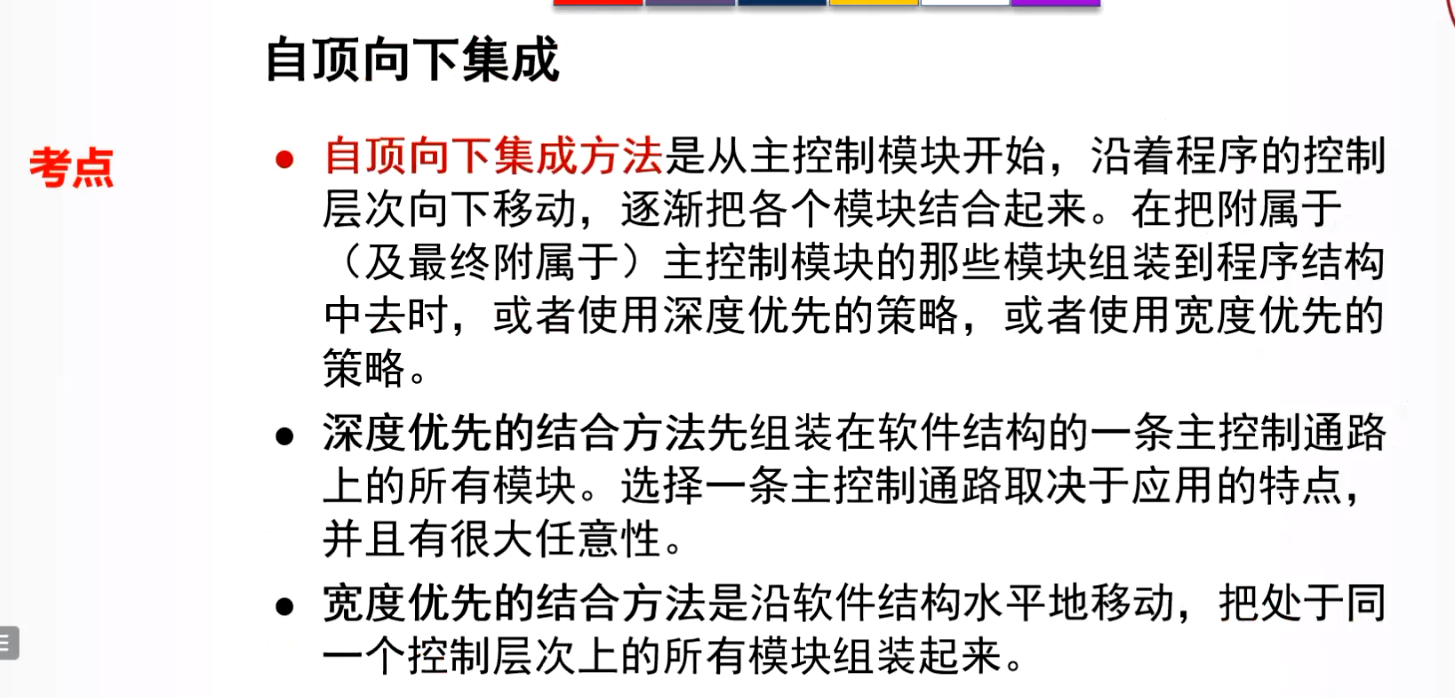 自顶向下集成
考点
● 自顶向下集成方法是从主控制模块开始，沿着程序的控制
层次向下移动，逐渐把各个模块结合起来。在把附属于
（及最终附属于）主控制模块的那些模块组装到程序结构
中去时，或者使用深度优先的策略，或者使用宽度优先的
策略。
● 深度优先的结合方法先组装在软件结构的一条主控制通路
上的所有模块。选择一条主控制通路取决于应用的特点，
并且有很大任意性。
● 宽度优先的结合方法是沿软件结构水平地移动，把处于同
一个控制层次上的所有模块组装起来。